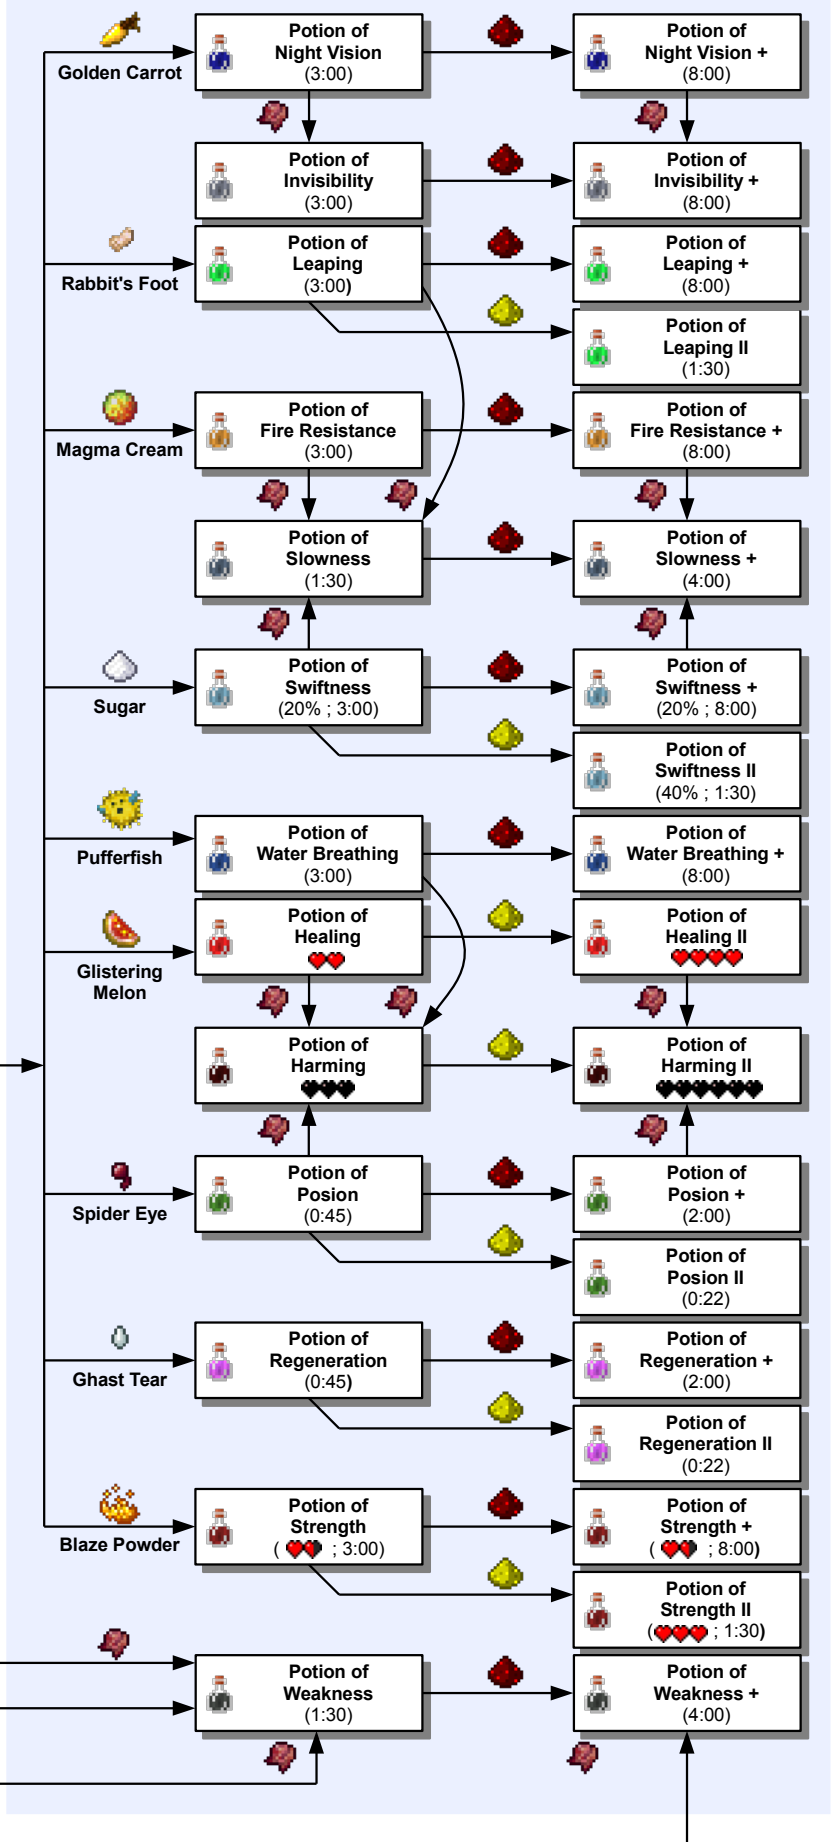 Golden Carrot
Potion of
Night Vision
(3:00)
Potion of
Night Vision +
(8:00)
Potion of
Invisibility
(3:00)
Potion of
Invisibility +
(8:00)
Rabbit's Foot
Potion of
Leaping
(3:00)
Potion of
Leaping +
(8:00)
Potion of
Leaping II
(1:30)
Magma Cream
Potion of
Fire Resistance
(3:00)
Potion of
Fire Resistance +
(8:00)
Potion of
Slowness
(1:30)
Potion of
Slowness +
(4:00)
Sugar
Potion of
Swiftness
(20% ; 3:00)
Potion of
Swiftness +
(20% ; 8:00)
Potion of
Swiftness II
(40% ; 1:30)
Pufferfish
Potion of
Water Breathing
(3:00)
Potion of
Water Breathing +
(8:00)
Glistering
Melon
Potion of
Healing
Potion of
Healing II
Potion of
Harming
Potion of
Harming II
Spider Eye
Potion of
Posion
(0:45)
Potion of
Posion +
(2:00)
Potion of
Posion II
(0:22)
Ghast Tear
Potion of
Regeneration
(0:45)
Potion of
Regeneration +
(2:00)
Potion of
Regeneration II
(0:22)
Blaze Powder
Potion of
Strength
( ; 3:00)
Potion of
Strength +
( ; 8:00)
Potion of
Strength II
( ; 1:30)
Potion of
Weakness
(1:30)
Potion of
Weakness +
(4:00)